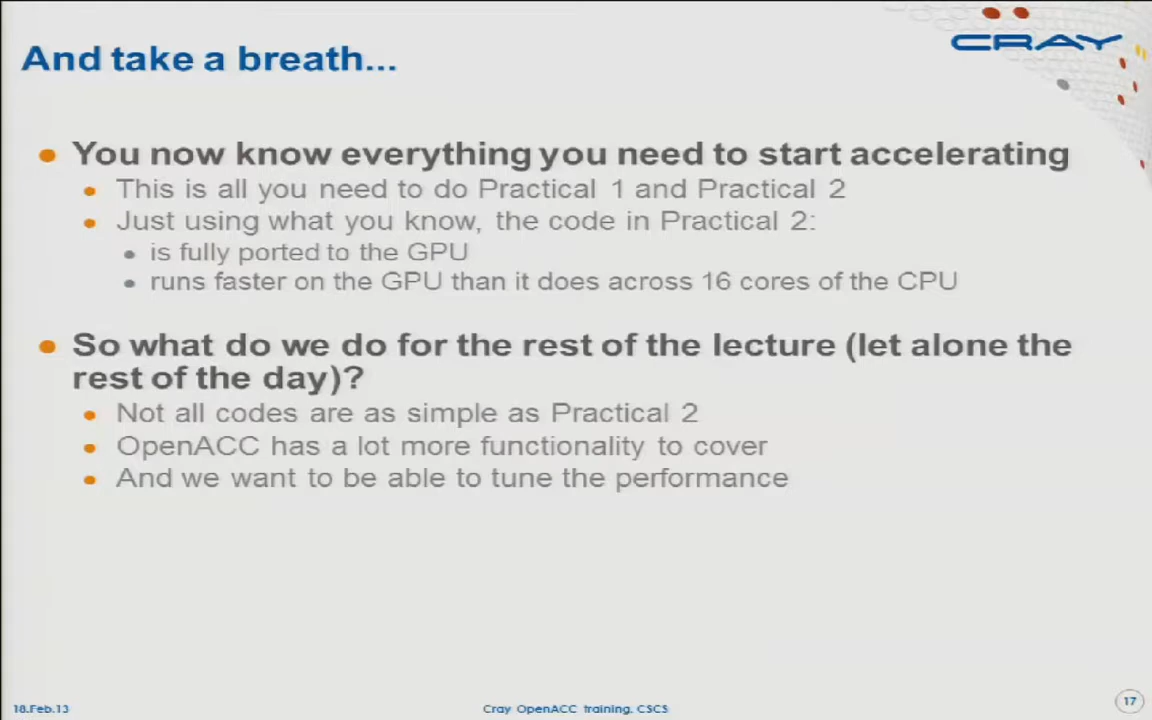 CRAY
And take a breath...
You now know everything you need to start accelerating
This is all you need to do Practical 1 and Practical 2
Just using what you know, the code in Practical 2:
is fully ported to the GPU
runs faster on the GPU than it does across 16 cores of the CPU
So what do we do for the rest of the lecture (let alone the
rest of the day)?
Not all codes are as simple as Practical 2
OpenACC has a lot more functionality to cover
And we want to be able to tune the performance
18.Feb.13
Cray OpenACC training, CSCS
17